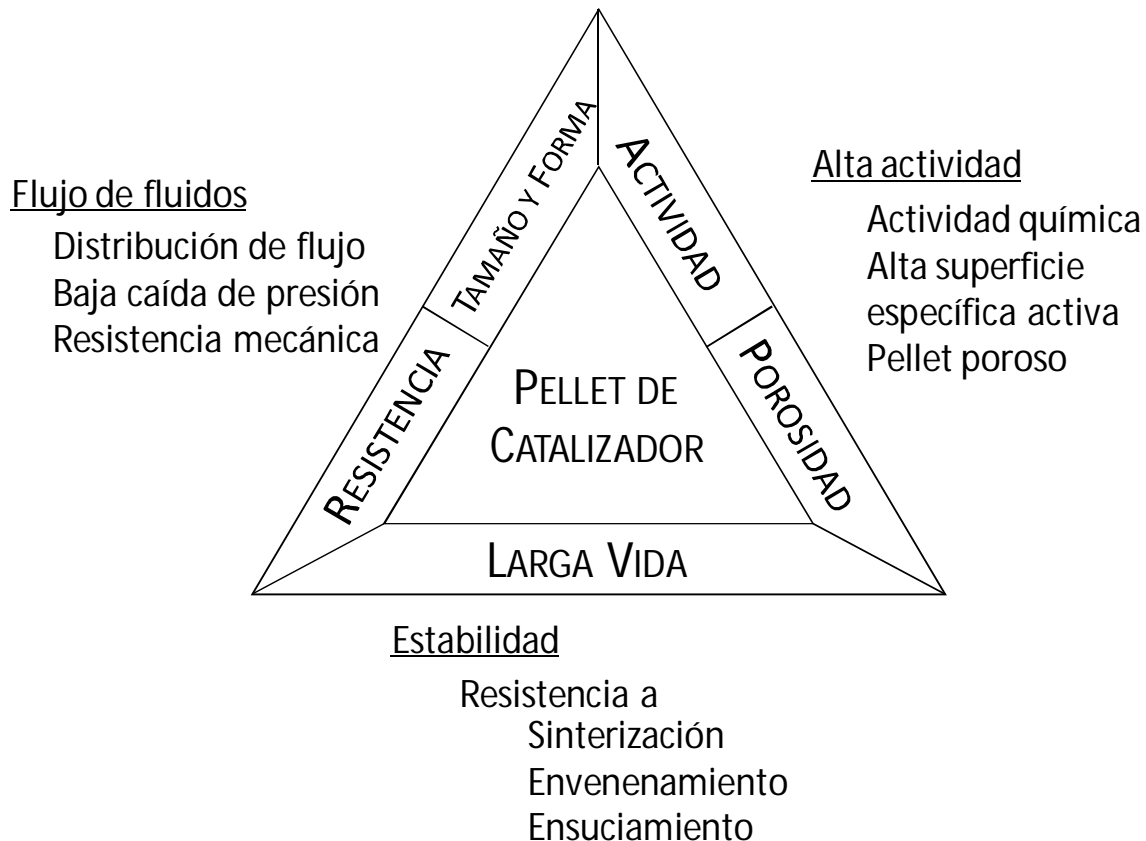 TAMAÑO Y FORMA
ACTIVIDAD
Alta actividad
Flujo de fluidos
Actividad química
Distribución de flujo
Alta superficie
Baja caída de presión
específica activa
Resistencia mecánica
Pellet poroso
RESISTENCIA
PELLET DE
CATALIZADOR
POROSIDAD
LARGA VIDA
Estabilidad
Resistencia a
Sinterización
Envenenamiento
Ensuciamiento